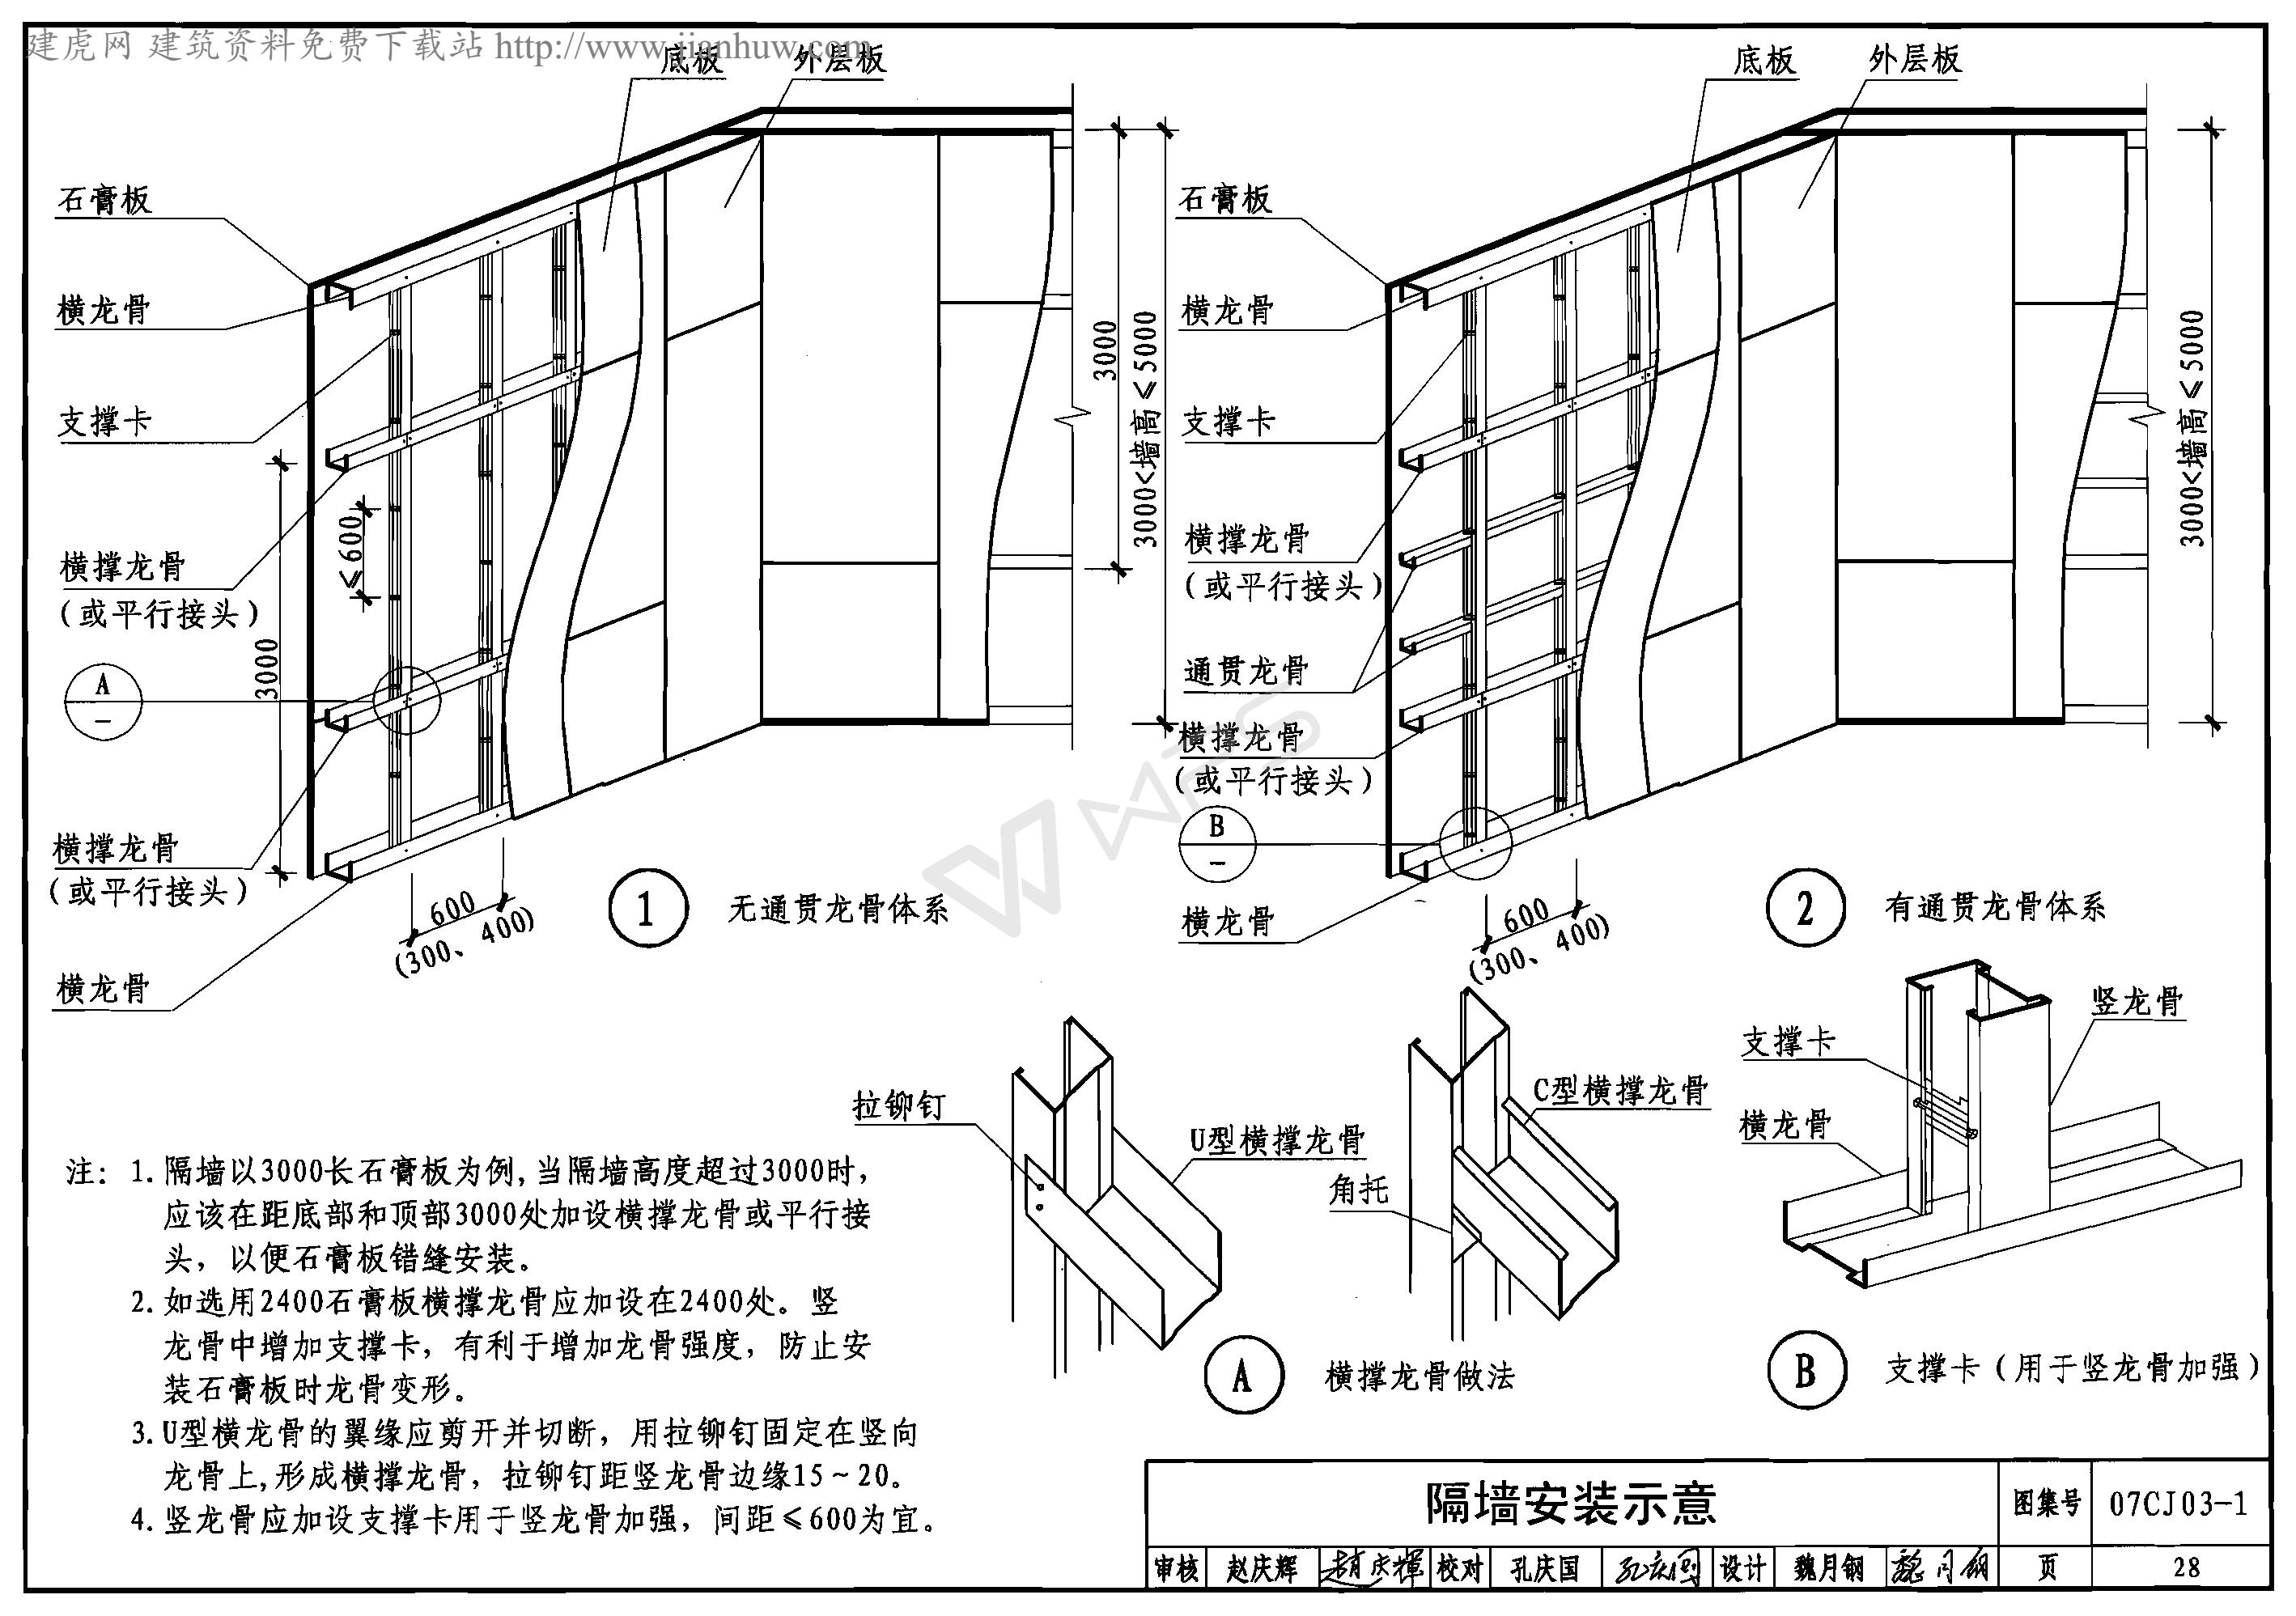 建虎网 建筑资料免费下载站 http://www.jianhuw.com
底板
外层板
石膏板
横龙骨
支撑卡
横撑龙骨
（或平行接头）
3000
≤600
A
–
横撑龙骨
（或平行接头）
横龙骨
600
(300、400)
3000
3000<墙高≤5000
1 无通贯龙骨体系
底板
外层板
石膏板
横龙骨
支撑卡
横撑龙骨
（或平行接头）
通贯龙骨
横撑龙骨
（或平行接头）
B
–
横龙骨
600
(300、400)
3000<墙高≤5000
2 有通贯龙骨体系
WPS
拉铆钉
U型横撑龙骨
C型横撑龙骨
角托
A 横撑龙骨做法
竖龙骨
支撑卡
横龙骨
B 支撑卡（用于竖龙骨加强）
注：1.隔墙以3000长石膏板为例,当隔墙高度超过3000时，
应该在距底部和顶部3000处加设横撑龙骨或平行接
头，以便石膏板错缝安装。
2.如选用2400石膏板横撑龙骨应加设在2400处。竖
龙骨中增加支撑卡，有利于增加龙骨强度，防止安
装石膏板时龙骨变形。
3.U型横龙骨的翼缘应剪开并切断，用拉铆钉固定在竖向
龙骨上,形成横撑龙骨，拉铆钉距竖龙骨边缘15～20。
4.竖龙骨应加设支撑卡用于竖龙骨加强，间距≤600为宜。
隔墙安装示意 图集号 07CJ03-1
审核 赵庆辉 赵庆辉 校对 孔庆国 孔庆国 设计 魏月钢 魏月钢 页 28